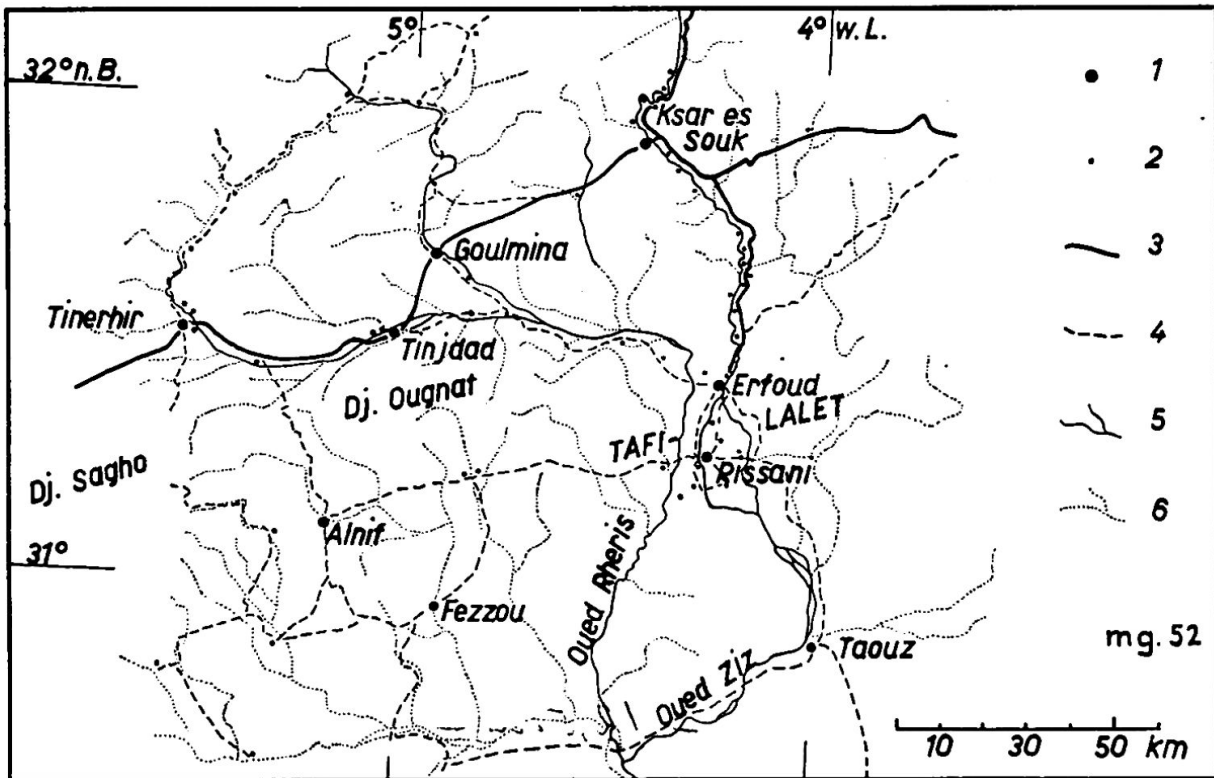 5°
4° w.L.
32° n.B.
1
Ksar es
Souk
2
3
Goulmina
Tinerhir
Tinjdad
4
Erfoud
Dj. Ougnat
LALET
TAFI
5
Rissani
Dj. Sagho
6
Alnif
31°
Oued Rheris
Fezzou
Taouz
mg. 52
Oued Ziz
10 30 50 km